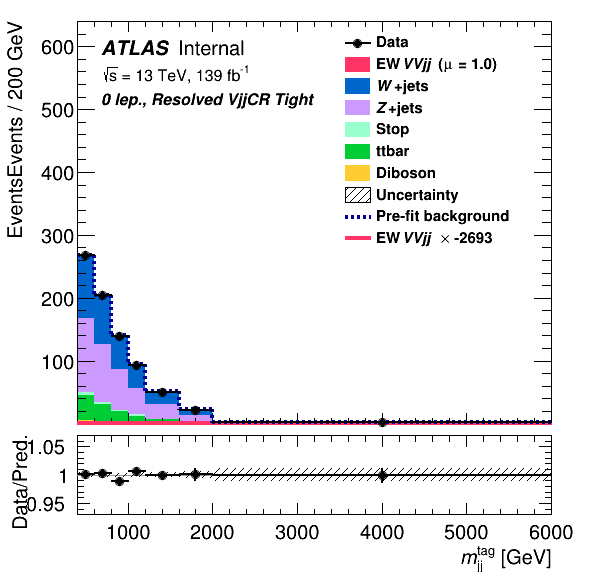 EventsEvents / 200 GeV
600
500
400
300
200
100
ATLAS Internal
√s = 13 TeV, 139 fb⁻¹
0 lep., Resolved VjjCR Tight
Data
EW VVjj (μ = 1.0)
W+jets
Z+jets
Stop
ttbar
Diboson
Uncertainty
Pre-fit background
EW VVjj × -2693
Data/Pred.
1.05
1
0.95
1000 2000 3000 4000 5000 6000
m_jj^tag [GeV]